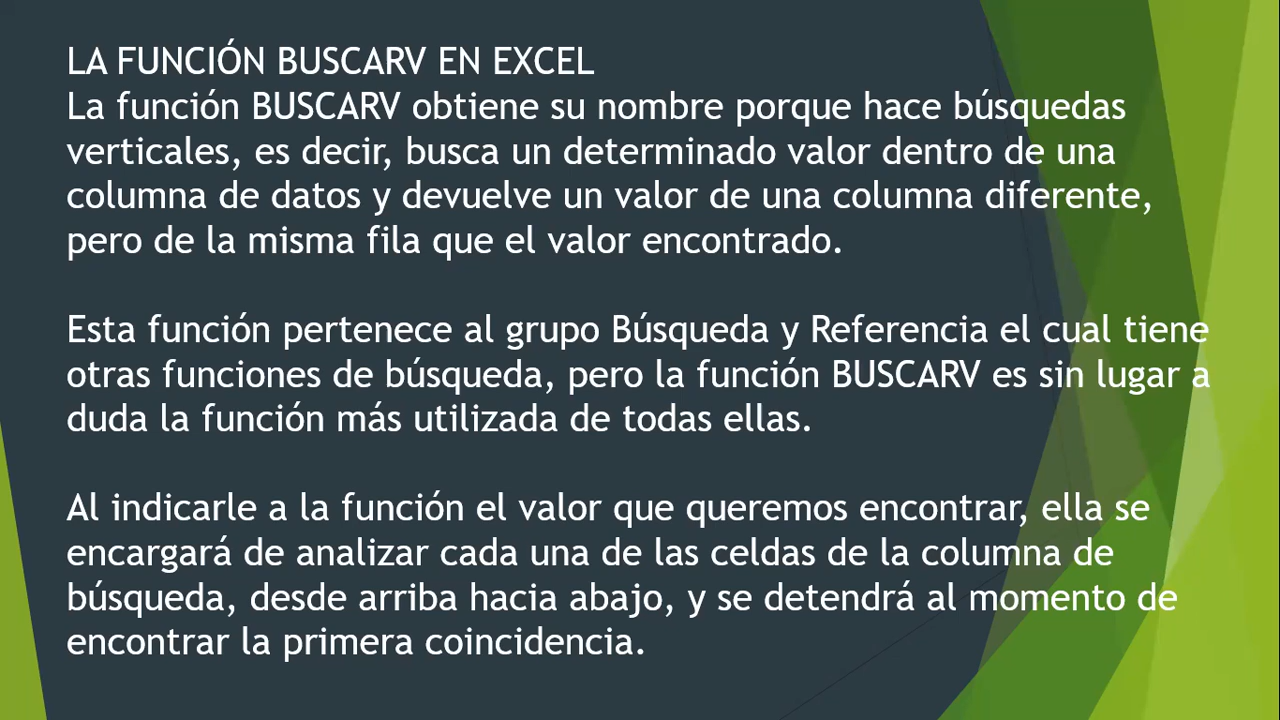 LA FUNCIÓN BUSCARV EN EXCEL
La función BUSCARV obtiene su nombre porque hace búsquedas
verticales, es decir, busca un determinado valor dentro de una
columna de datos y devuelve un valor de una columna diferente,
pero de la misma fila que el valor encontrado.
Esta función pertenece al grupo Búsqueda y Referencia el cual tiene
otras funciones de búsqueda, pero la función BUSCARV es sin lugar a
duda la función más utilizada de todas ellas.
Al indicarle a la función el valor que queremos encontrar, ella se
encargará de analizar cada una de las celdas de la columna de
búsqueda, desde arriba hacia abajo, y se detendrá al momento de
encontrar la primera coincidencia.